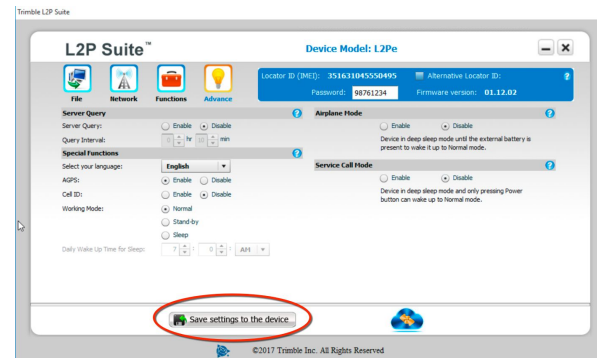 Trimble L2P Suite
L2P Suite™
Device Model: L2Pe
File
Network
Functions
Advance
Locator ID (IMEI): 351631045550495 Alternative Locator ID:
Password: 98761234 Firmware version: 01.12.02
Server Query
Server Query: Enable Disable
Query Interval: 0 hr 10 min
Special Functions
Select your language: English
AGPS: Enable Disable
Cell ID: Enable Disable
Working Mode: Normal
Stand-by
Sleep
Daily Wake Up Time for Sleep: 7 : 0 : AM
Airplane Mode
Enable Disable
Device in deep sleep mode until the external battery is
present to wake it up to Normal mode.
Service Call Mode
Enable Disable
Device in deep sleep mode and only pressing Power
button can wake up to Normal mode.
Save settings to the device
©2017 Trimble Inc. All Rights Reserved